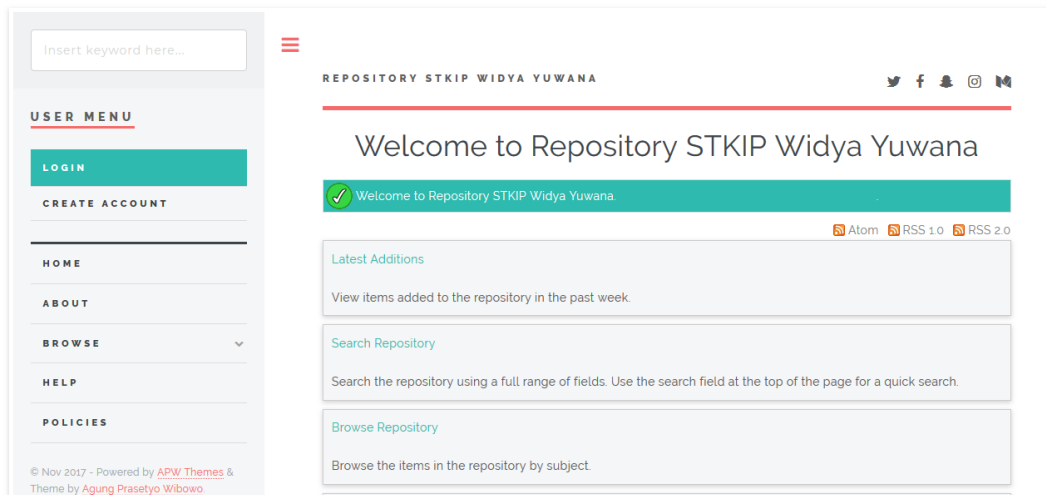 Insert keyword here...
USER MENU
LOGIN
CREATE ACCOUNT
HOME
ABOUT
BROWSE
HELP
POLICIES
© Nov 2017 - Powered by APW Themes &
Theme by Agung Prasetyo Wibowo.
REPOSITORY STKIP WIDYA YUWANA
Welcome to Repository STKIP Widya Yuwana
Welcome to Repository STKIP Widya Yuwana.
Atom RSS 1.0 RSS 2.0
Latest Additions
View items added to the repository in the past week.
Search Repository
Search the repository using a full range of fields. Use the search field at the top of the page for a quick search.
Browse Repository
Browse the items in the repository by subject.